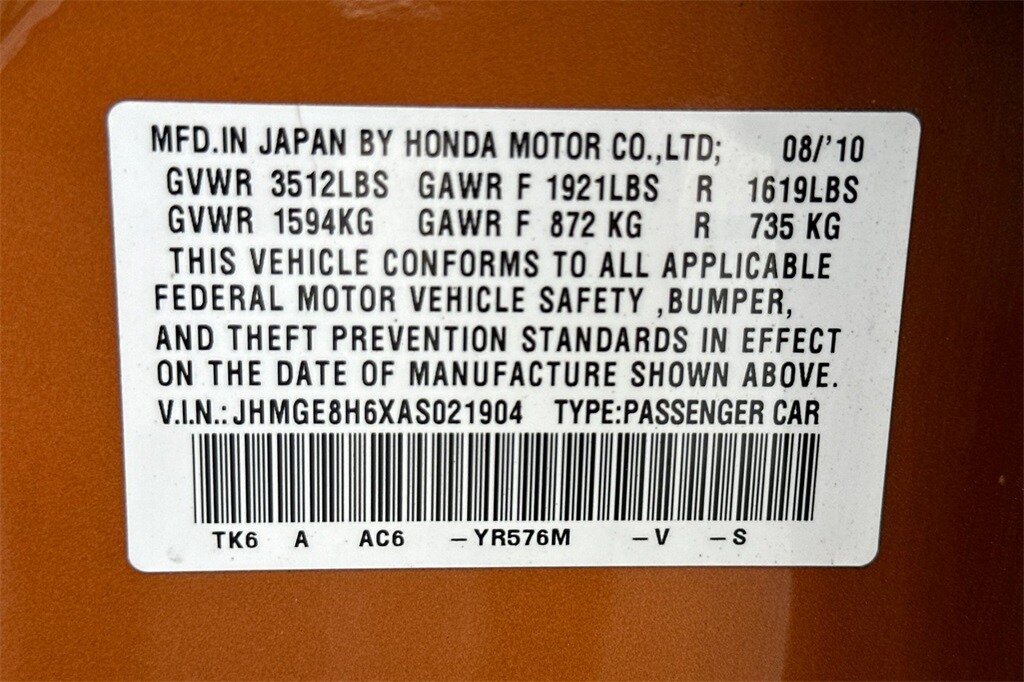 MFD.IN JAPAN BY HONDA MOTOR CO.,LTD; 08/'10
GVWR 3512LBS GAWR F 1921LBS R 1619LBS
GVWR 1594KG GAWR F 872 KG R 735 KG
THIS VEHICLE CONFORMS TO ALL APPLICABLE
FEDERAL MOTOR VEHICLE SAFETY ,BUMPER,
AND THEFT PREVENTION STANDARDS IN EFFECT
ON THE DATE OF MANUFACTURE SHOWN ABOVE.
V.I.N.: JHMGE8H6XAS021904 TYPE:PASSENGER CAR
TK6 A AC6 –YR576M –V –S